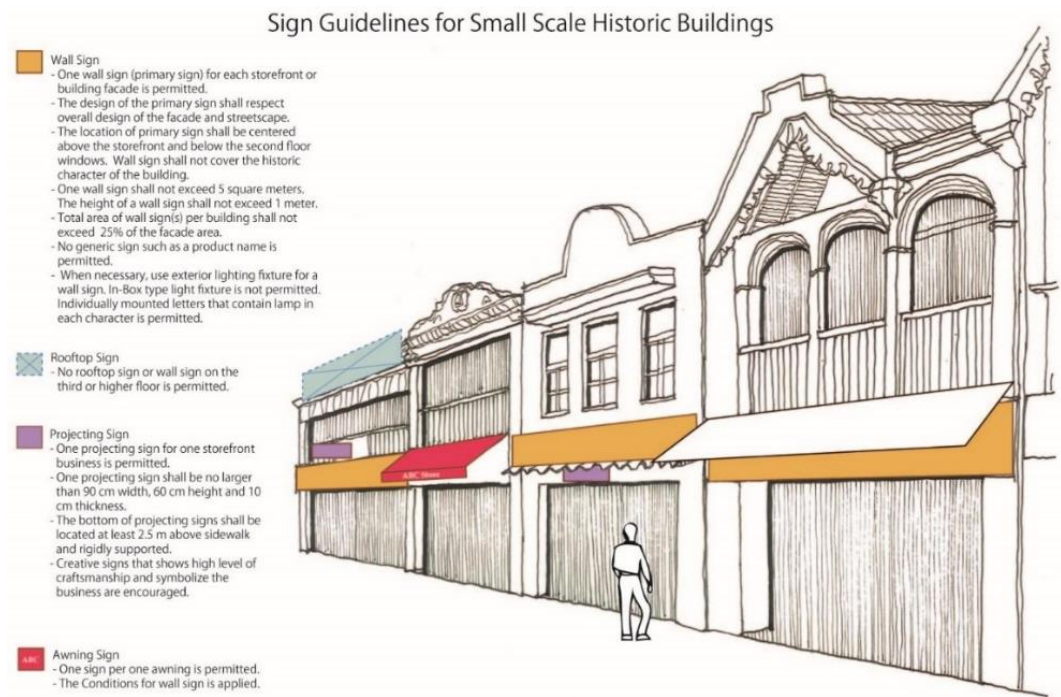 Sign Guidelines for Small Scale Historic Buildings
Wall Sign
- One wall sign (primary sign) for each storefront or
building facade is permitted.
- The design of the primary sign shall respect
overall design of the facade and streetscape.
- The location of primary sign shall be centered
above the storefront and below the second floor
windows. Wall sign shall not cover the historic
character of the building.
- One wall sign shall not exceed 5 square meters.
The height of a wall sign shall not exceed 1 meter.
- Total area of wall sign(s) per building shall not
exceed 25% of the facade area.
- No generic sign such as a product name is
permitted.
- When necessary, use exterior lighting fixture for a
wall sign. In-Box type light fixture is not permitted.
Individually mounted letters that contain lamp in
each character is permitted.
Rooftop Sign
- No rooftop sign or wall sign on the
third or higher floor is permitted.
Projecting Sign
- One projecting sign for one storefront
business is permitted.
- One projecting sign shall be no larger
than 90 cm width, 60 cm height and 10
cm thickness.
- The bottom of projecting signs shall be
located at least 2.5 m above sidewalk
and rigidly supported.
- Creative signs that shows high level of
craftsmanship and symbolize the
business are encouraged.
ABC
Awning Sign
- One sign per one awning is permitted.
- The Conditions for wall sign is applied.
ABC Store